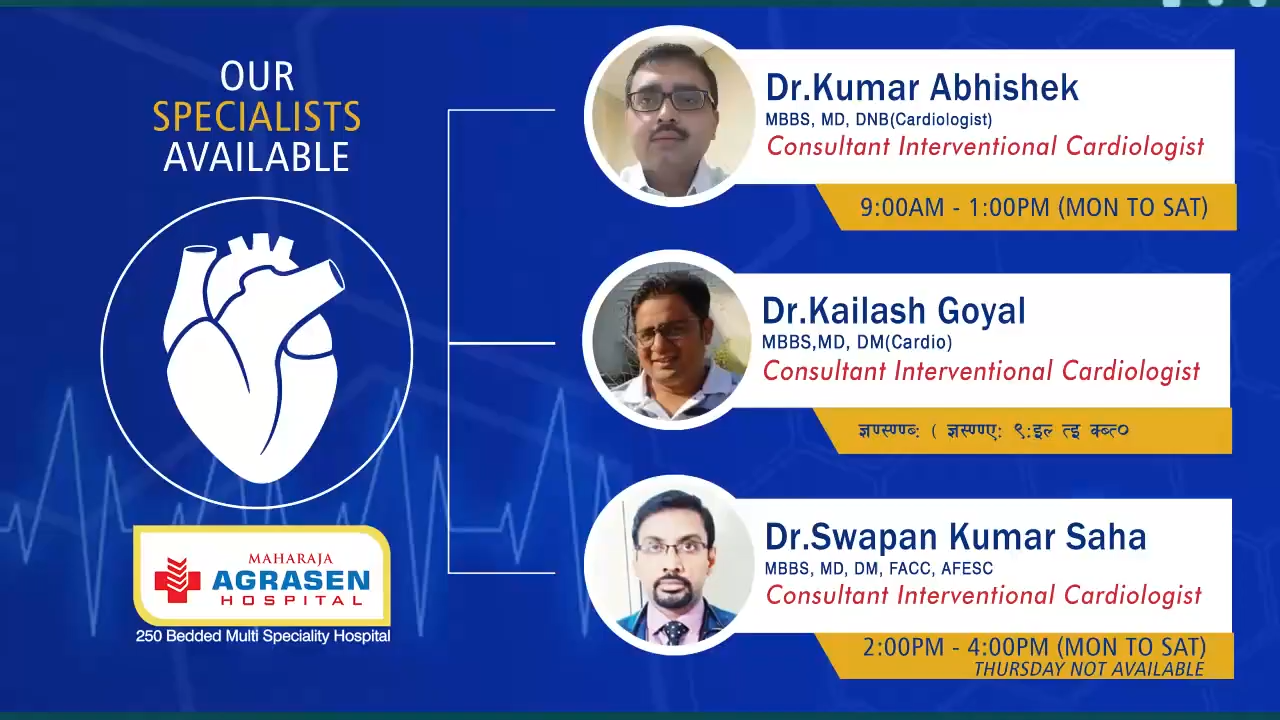 OUR
SPECIALISTS
AVAILABLE
MAHARAJA
AGRASEN
HOSPITAL
250 Bedded Multi Speciality Hospital
Dr.Kumar Abhishek
MBBS, MD, DNB(Cardiologist)
Consultant Interventional Cardiologist
9:00AM - 1:00PM (MON TO SAT)
Dr.Kailash Goyal
MBBS,MD, DM(Cardio)
Consultant Interventional Cardiologist
Dr.Swapan Kumar Saha
MBBS, MD, DM, FACC, AFESC
Consultant Interventional Cardiologist
2:00PM - 4:00PM (MON TO SAT)
THURSDAY NOT AVAILABLE